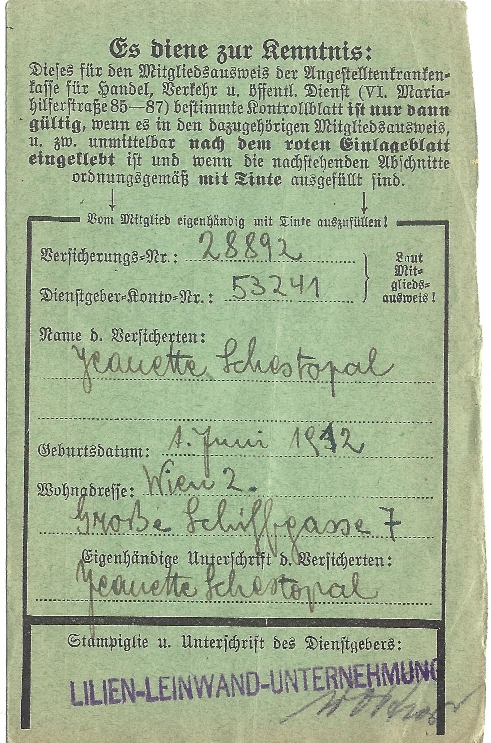 Es diene zur Kenntnis:
Dieses für den Mitgliedsausweis der Angestelltenkranken-
kasse für Handel, Verkehr u. öffentl. Dienst (VI. Maria-
hilferstraße 85—87) bestimmte Kontrollblatt ist nur dann
gültig, wenn es in den dazugehörigen Mitgliedsausweis,
u. zw. unmittelbar nach dem roten Einlageblatt
eingeklebt ist und wenn die nachstehenden Abschnitte
ordnungsgemäß mit Tinte ausgefüllt sind.
Vom Mitglied eigenhändig mit Tinte auszufüllen!
Versicherungs-Nr.: 28892
Dienstgeber-Konto-Nr.: 53241
Laut
Mit-
glieds-
ausweis!
Name d. Versicherten:
Jeanette Schestopal
Geburtsdatum: 1. Juni 1912
Wohnadresse: Wien 2.
Große Schiffgasse 7
Eigenhändige Unterschrift d. Versicherten:
Jeanette Schestopal
Stampiglie u. Unterschrift des Dienstgebers:
LILIEN-LEINWAND-UNTERNEHMUNG